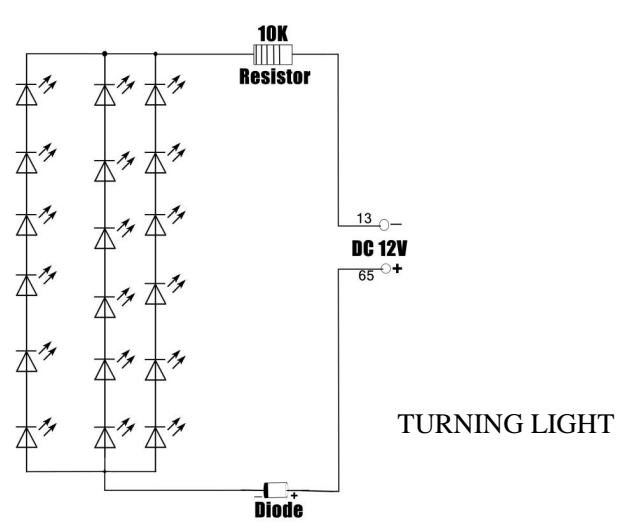 10K
Resistor
13 −
DC 12V
65 +
TURNING LIGHT
− +
Diode